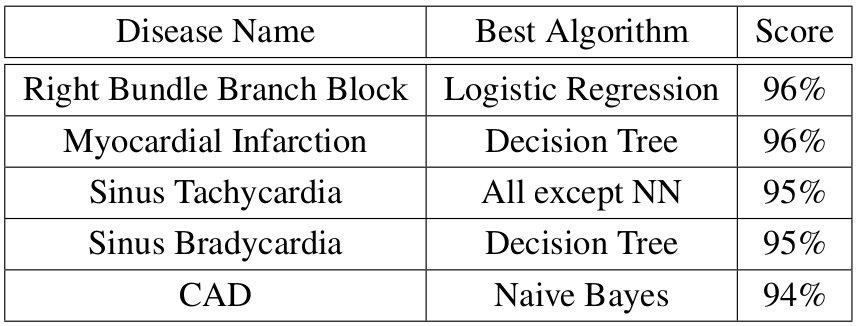 Disease Name Best Algorithm Score
Right Bundle Branch Block Logistic Regression 96%
Myocardial Infarction Decision Tree 96%
Sinus Tachycardia All except NN 95%
Sinus Bradycardia Decision Tree 95%
CAD Naive Bayes 94%